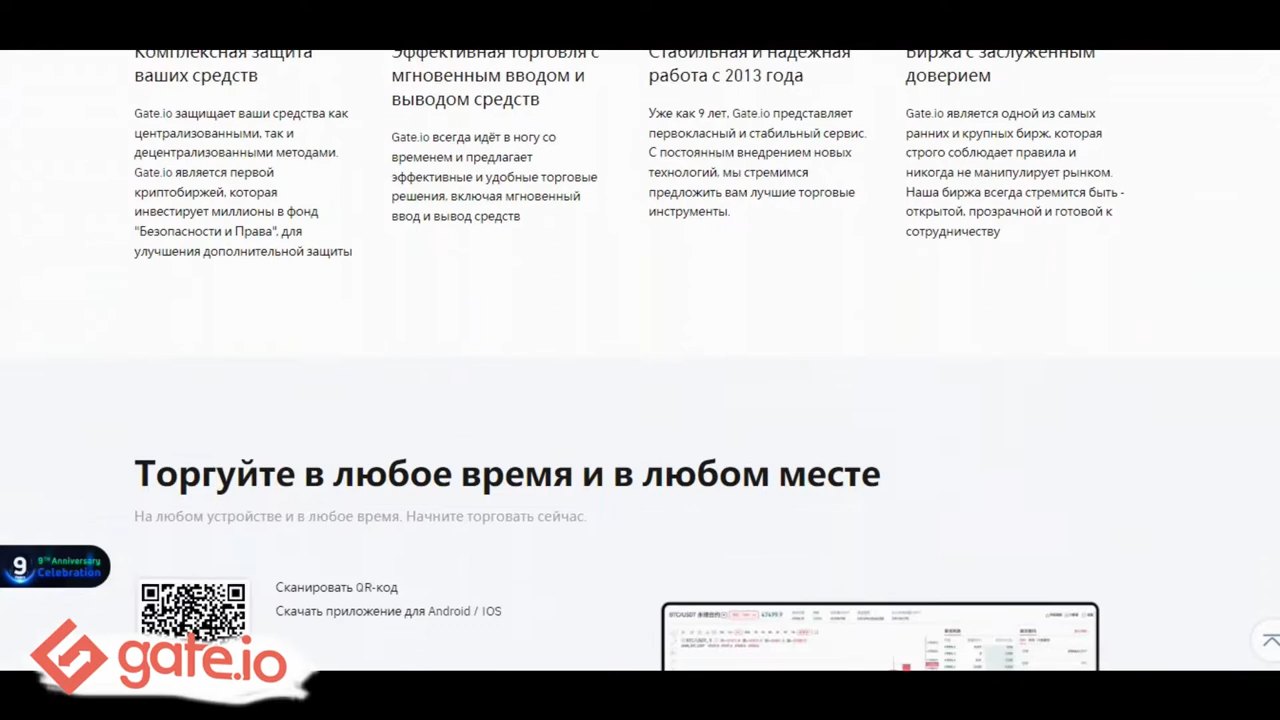 Комплексная защита
ваших средств
Gate.io защищает ваши средства как
централизованными, так и
децентрализованными методами.
Gate.io является первой
криптобиржей, которая
инвестирует миллионы в фонд
"Безопасности и Права", для
улучшения дополнительной защиты
Эффективная торговля с
мгновенным вводом и
выводом средств
Gate.io всегда идёт в ногу со
временем и предлагает
эффективные и удобные торговые
решения, включая мгновенный
ввод и вывод средств
Стабильная и надежная
работа с 2013 года
Уже как 9 лет, Gate.io представляет
первокласный и стабильный сервис.
С постоянным внедрением новых
технологий, мы стремимся
предложить вам лучшие торговые
инструменты.
Биржа с заслуженным
доверием
Gate.io является одной из самых
ранних и крупных бирж, которая
строго соблюдает правила и
никогда не манипулирует рынком.
Наша биржа всегда стремится быть -
открытой, прозрачной и готовой к
сотрудничеству
Торгуйте в любое время и в любом месте
На любом устройстве и в любое время. Начните торговать сейчас.
9
9TH Anniversary
Celebration
Сканировать QR-код
Скачать приложение для Android / IOS
gate.io